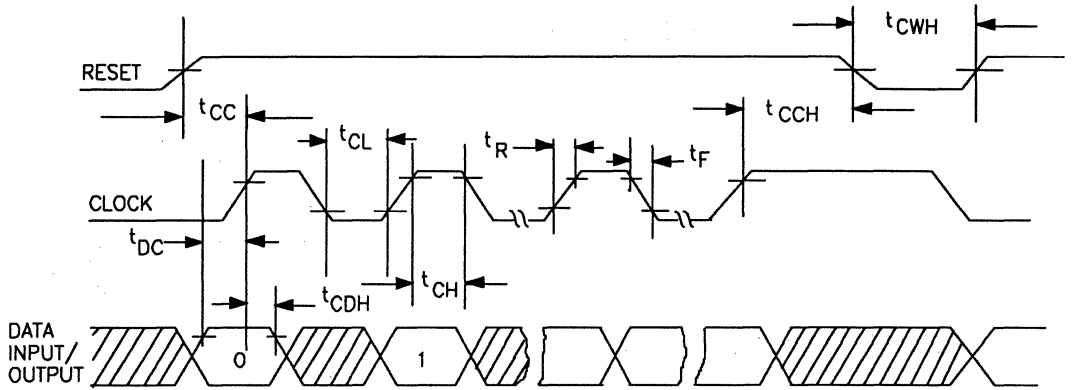 tCWH
RESET
tCC
tCCH
tCL
tR
tF
CLOCK
tDC
tCH
tCDH
DATA
INPUT/
OUTPUT
0
1